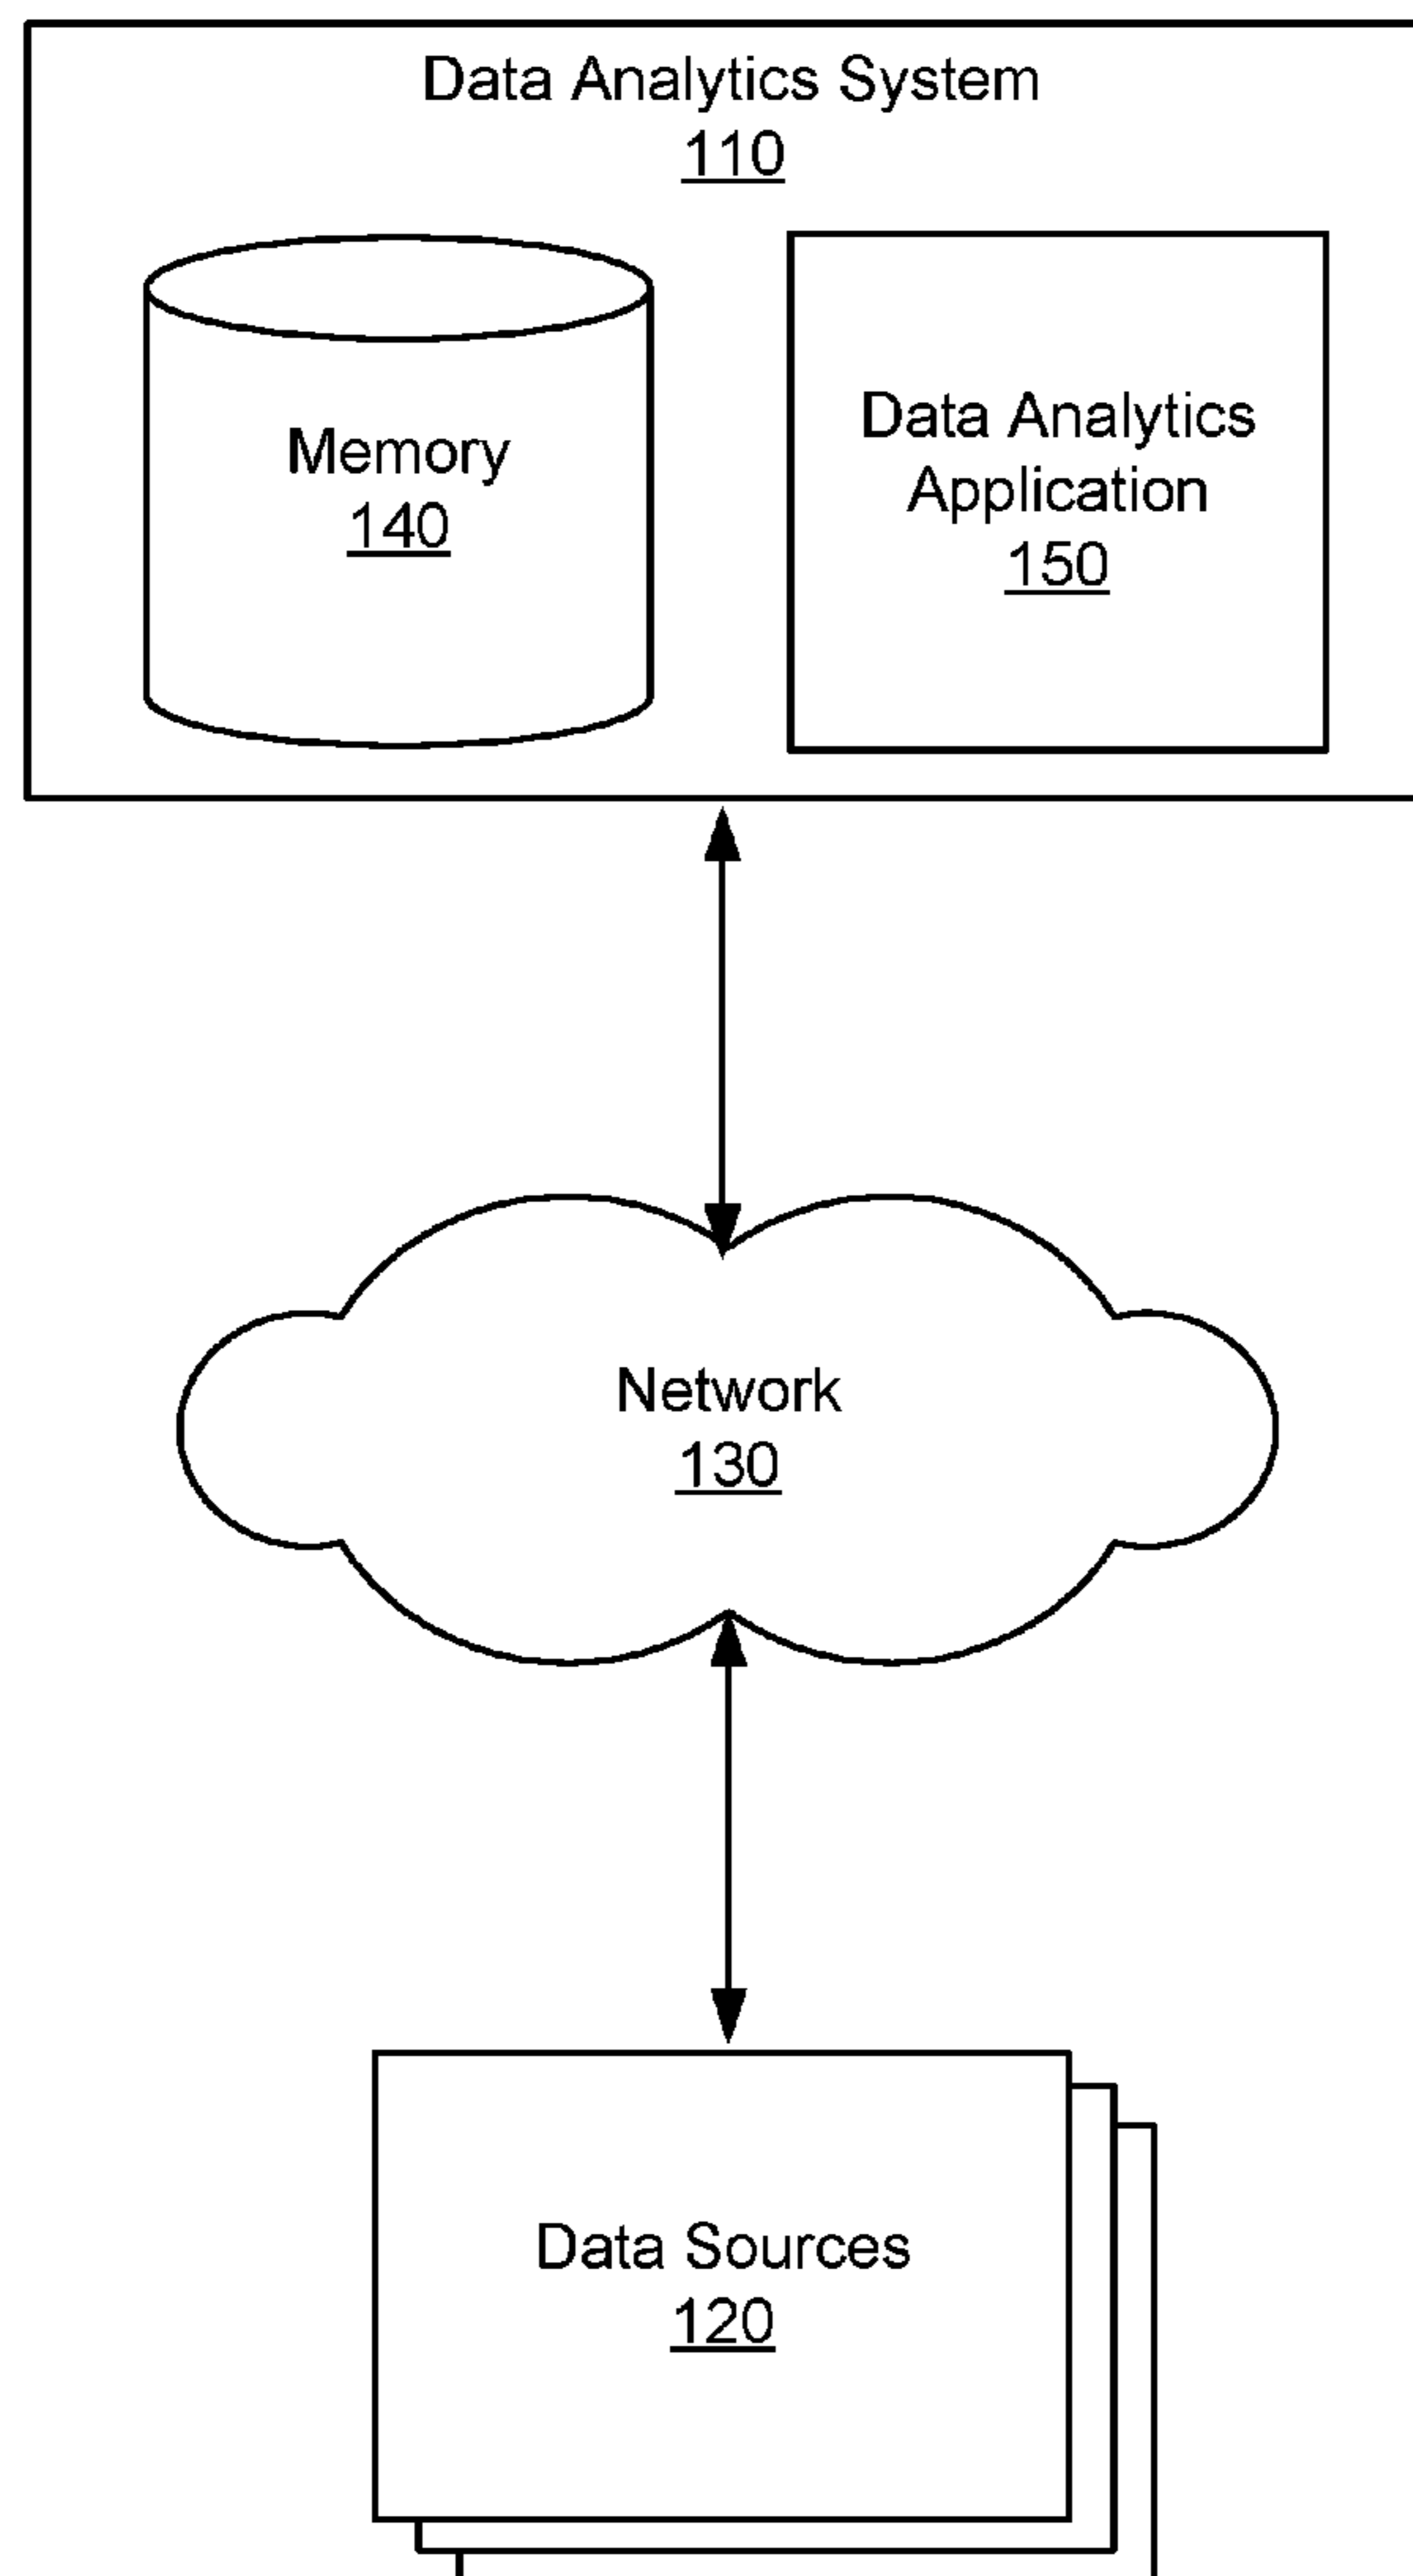 Data Analytics System
110
Memory
140
Data Analytics
Application
150
Network
130
Data Sources
120